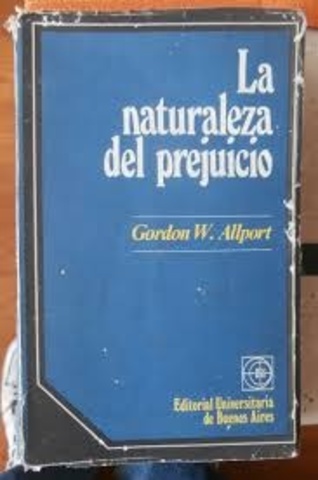 La
naturaleza
del prejuicio
Gordon W. Allport
Editorial Universitaria
de Buenos Aires